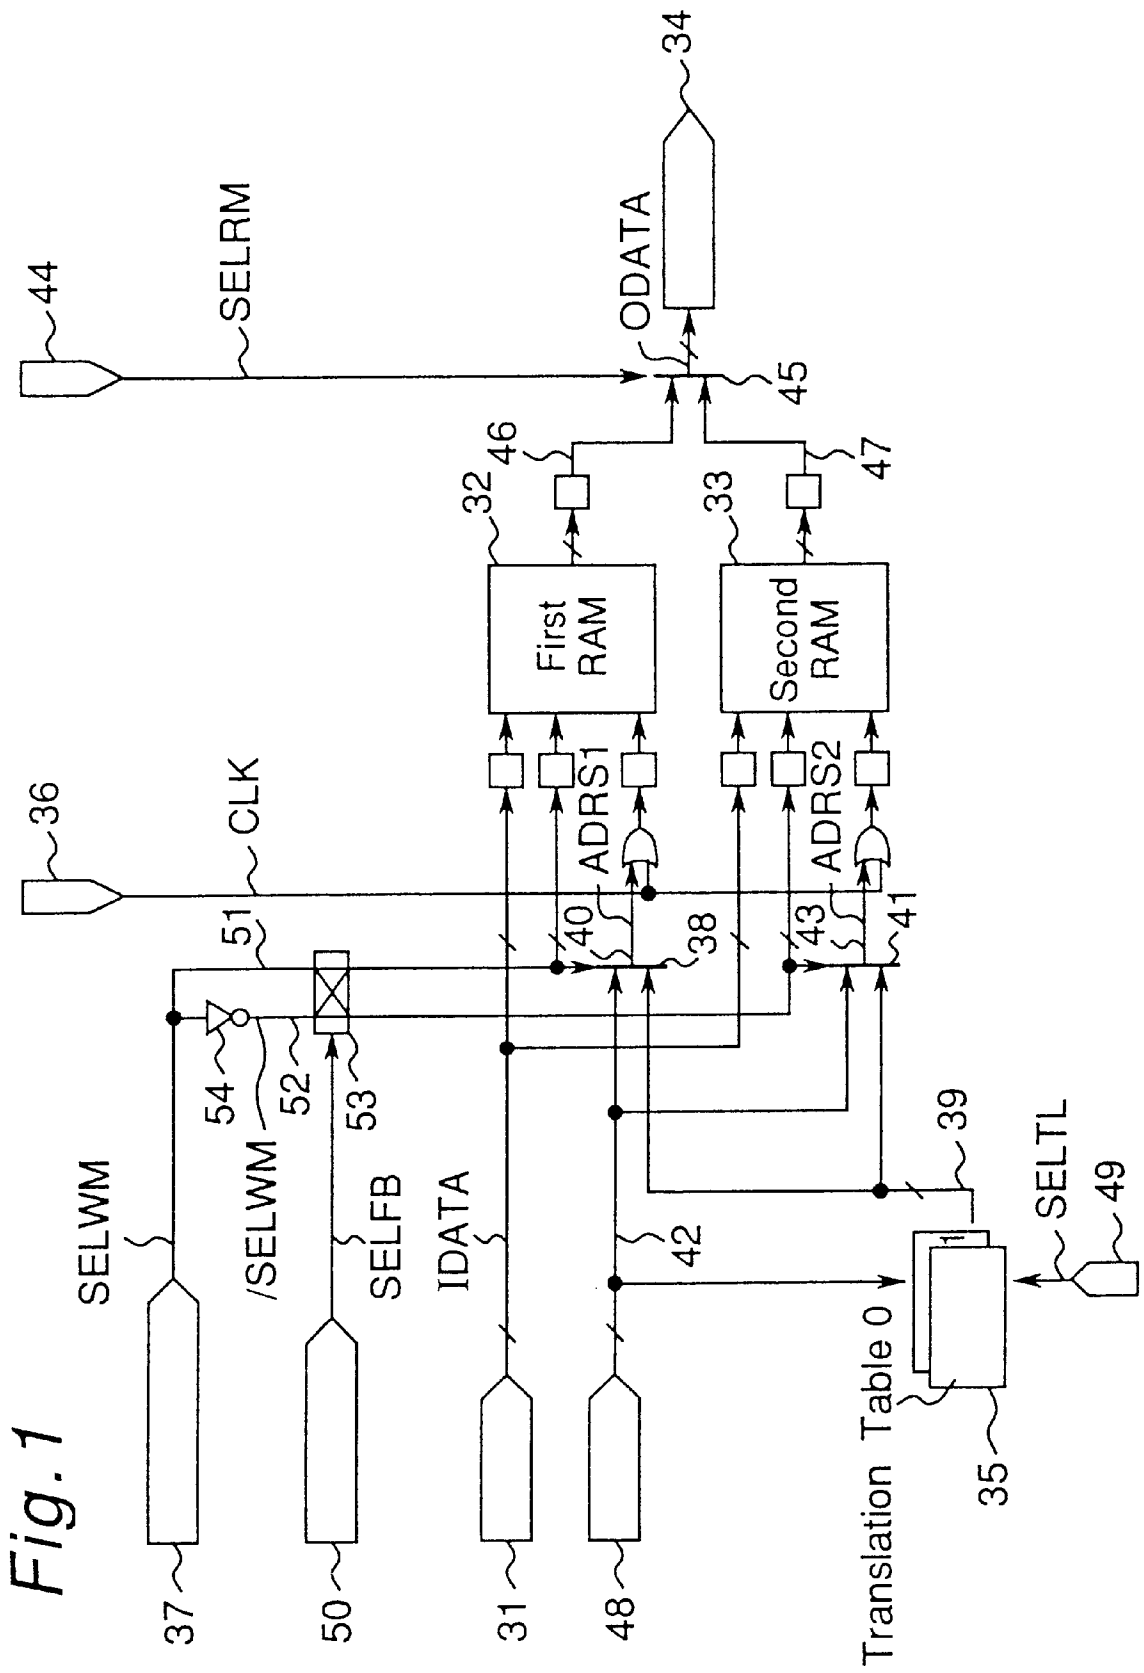 Fig.1
37
SELWM
54
/SELWM
52
51
50
SELFB
53
36
CLK
44
SELRM
31
IDATA
48
42
40
38
ADRS1
32
First
RAM
46
ODATA
34
45
43
41
ADRS2
33
Second
RAM
47
Translation Table 0
1
35
39
SELTL
49